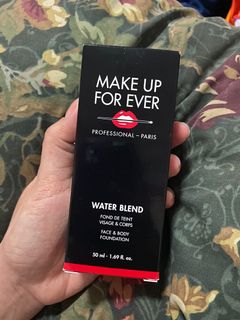 MAKE UP
FOR EVER
PROFESSIONAL – PARIS
WATER BLEND
FOND DE TEINT
VISAGE & CORPS
FACE & BODY
FOUNDATION
50 ml - 1.69 fl. oz.